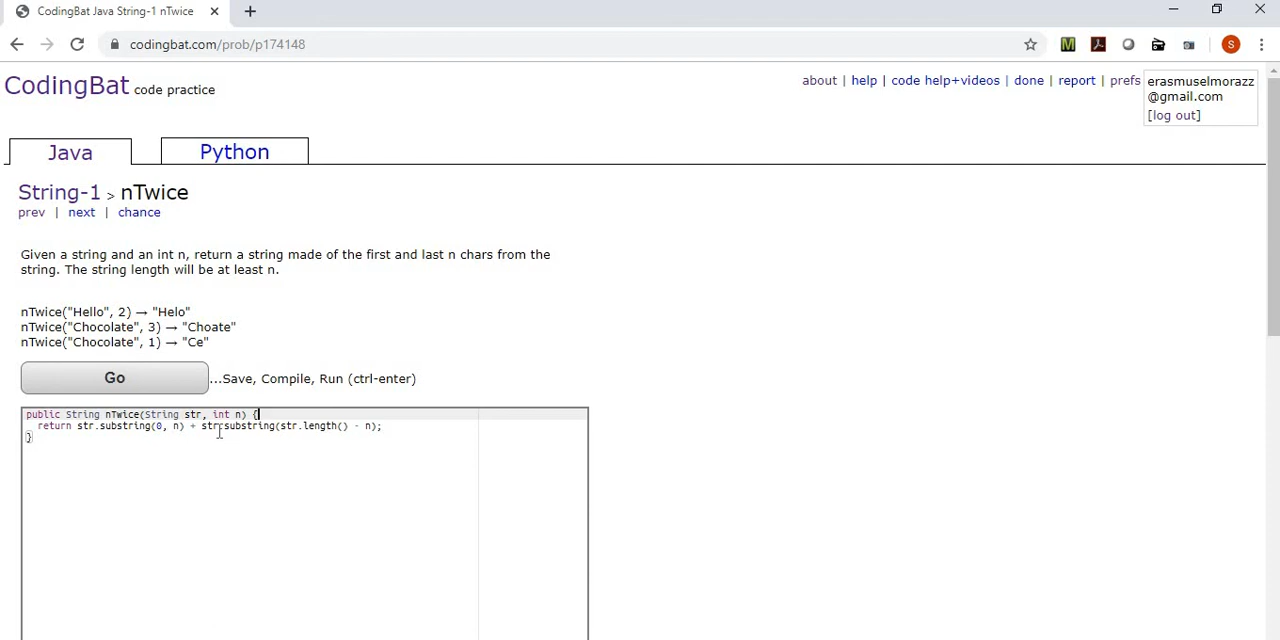 CodingBat Java String-1 nTwice
codingbat.com/prob/p174148
M
S
CodingBat code practice
about | help | code help+videos | done | report | prefs
erasmuselmorazz
@gmail.com
[log out]
Java
Python
String-1 > nTwice
prev | next | chance
Given a string and an int n, return a string made of the first and last n chars from the
string. The string length will be at least n.
nTwice("Hello", 2) → "Helo"
nTwice("Chocolate", 3) → "Choate"
nTwice("Chocolate", 1) → "Ce"
Go ...Save, Compile, Run (ctrl-enter)
public String nTwice(String str, int n) {
return str.substring(0, n) + str.substring(str.length() - n);
}